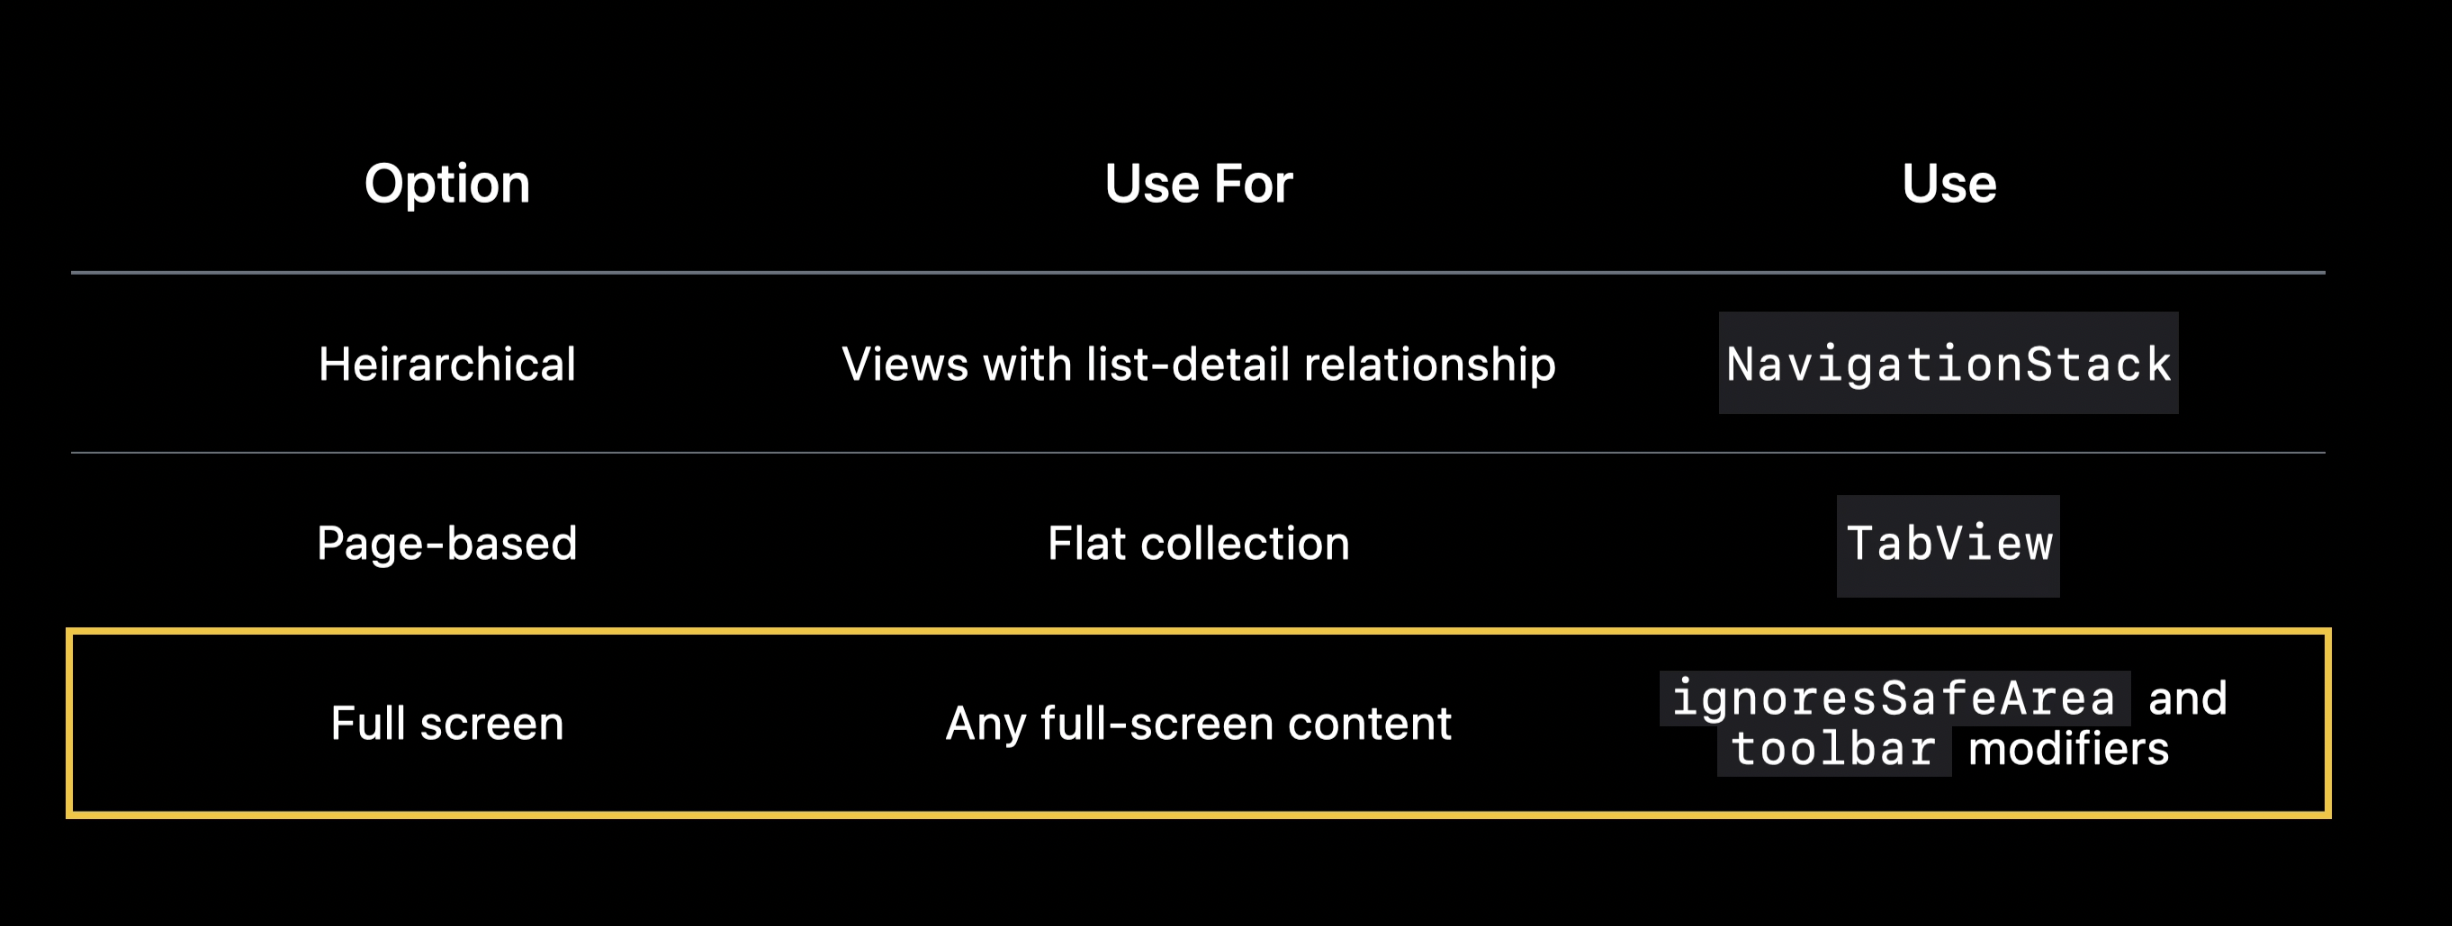 Option Use For Use
Heirarchical Views with list-detail relationship NavigationStack
Page-based Flat collection TabView
Full screen Any full-screen content ignoresSafeArea and
toolbar modifiers